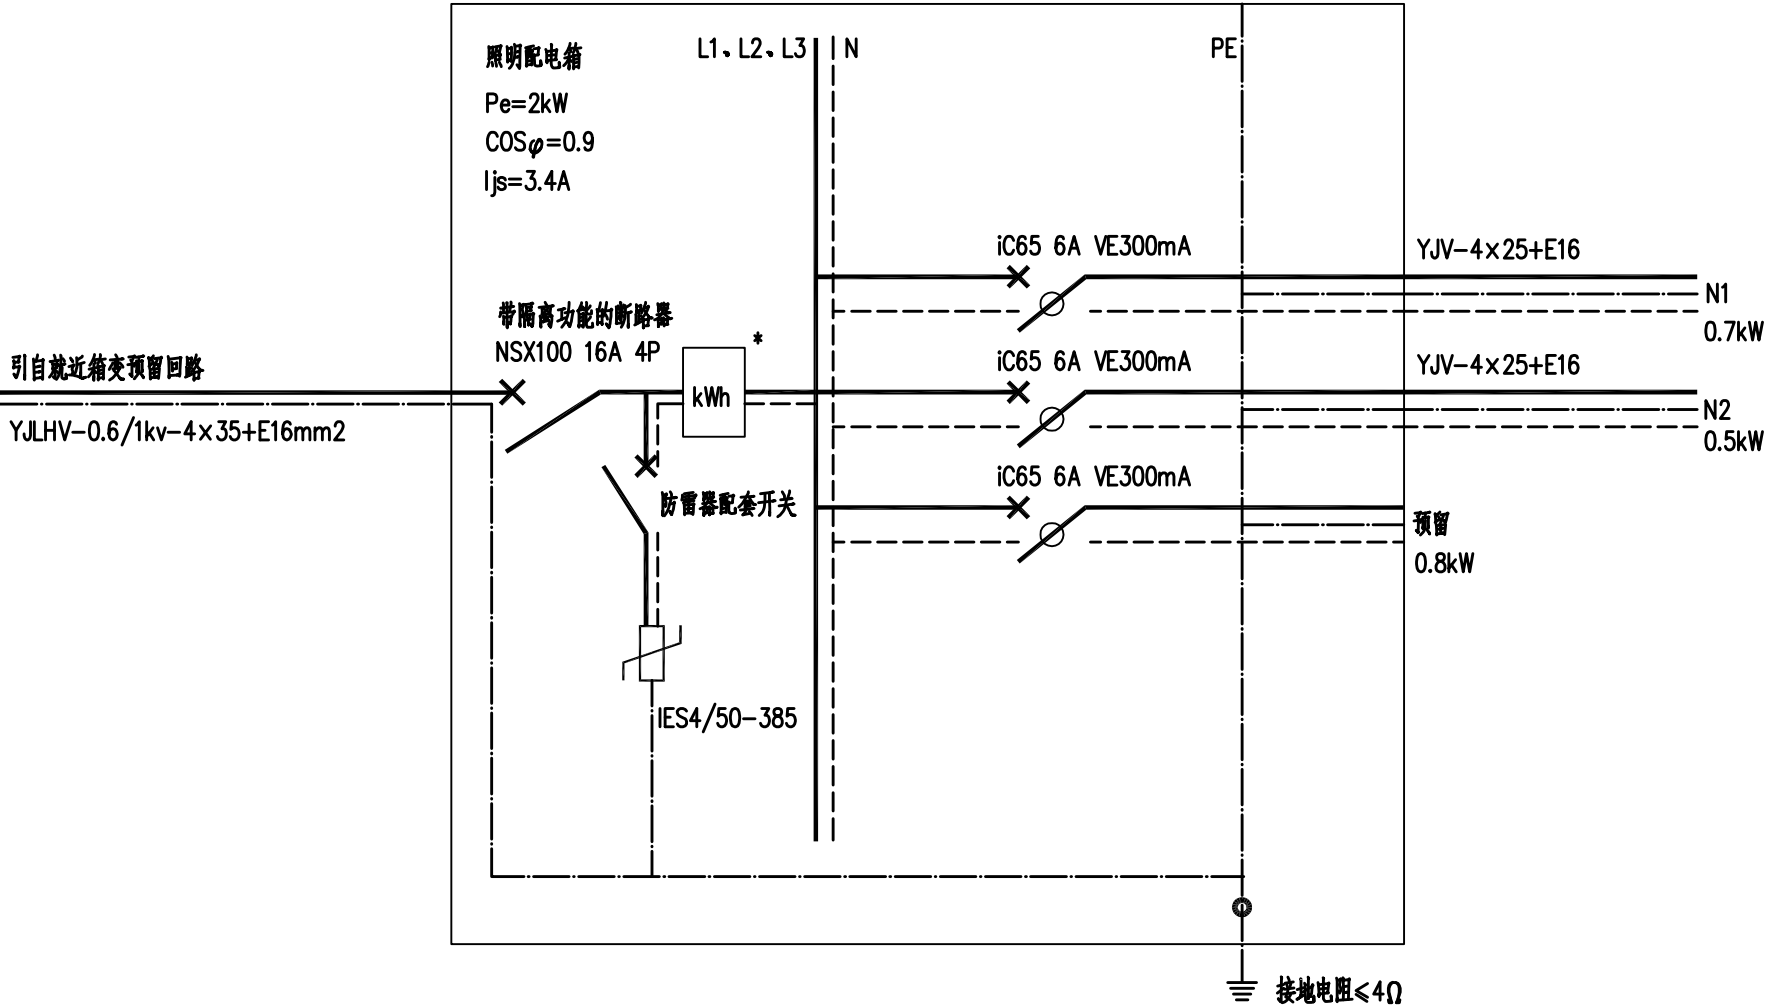 照明配电箱
Pe=2kW
COSφ=0.9
Ijs=3.4A
L1、L2、L3
N
PE
iC65 6A VE300mA
YJV-4×25+E16
N1
0.7kW
带隔离功能的断路器
NSX100 16A 4P
*
kWh
引自就近箱变预留回路
YJLHV-0.6/1kv-4×35+E16mm2
iC65 6A VE300mA
YJV-4×25+E16
N2
0.5kW
防雷器配套开关
iC65 6A VE300mA
预留
0.8kW
IES4/50-385
接地电阻≤4Ω